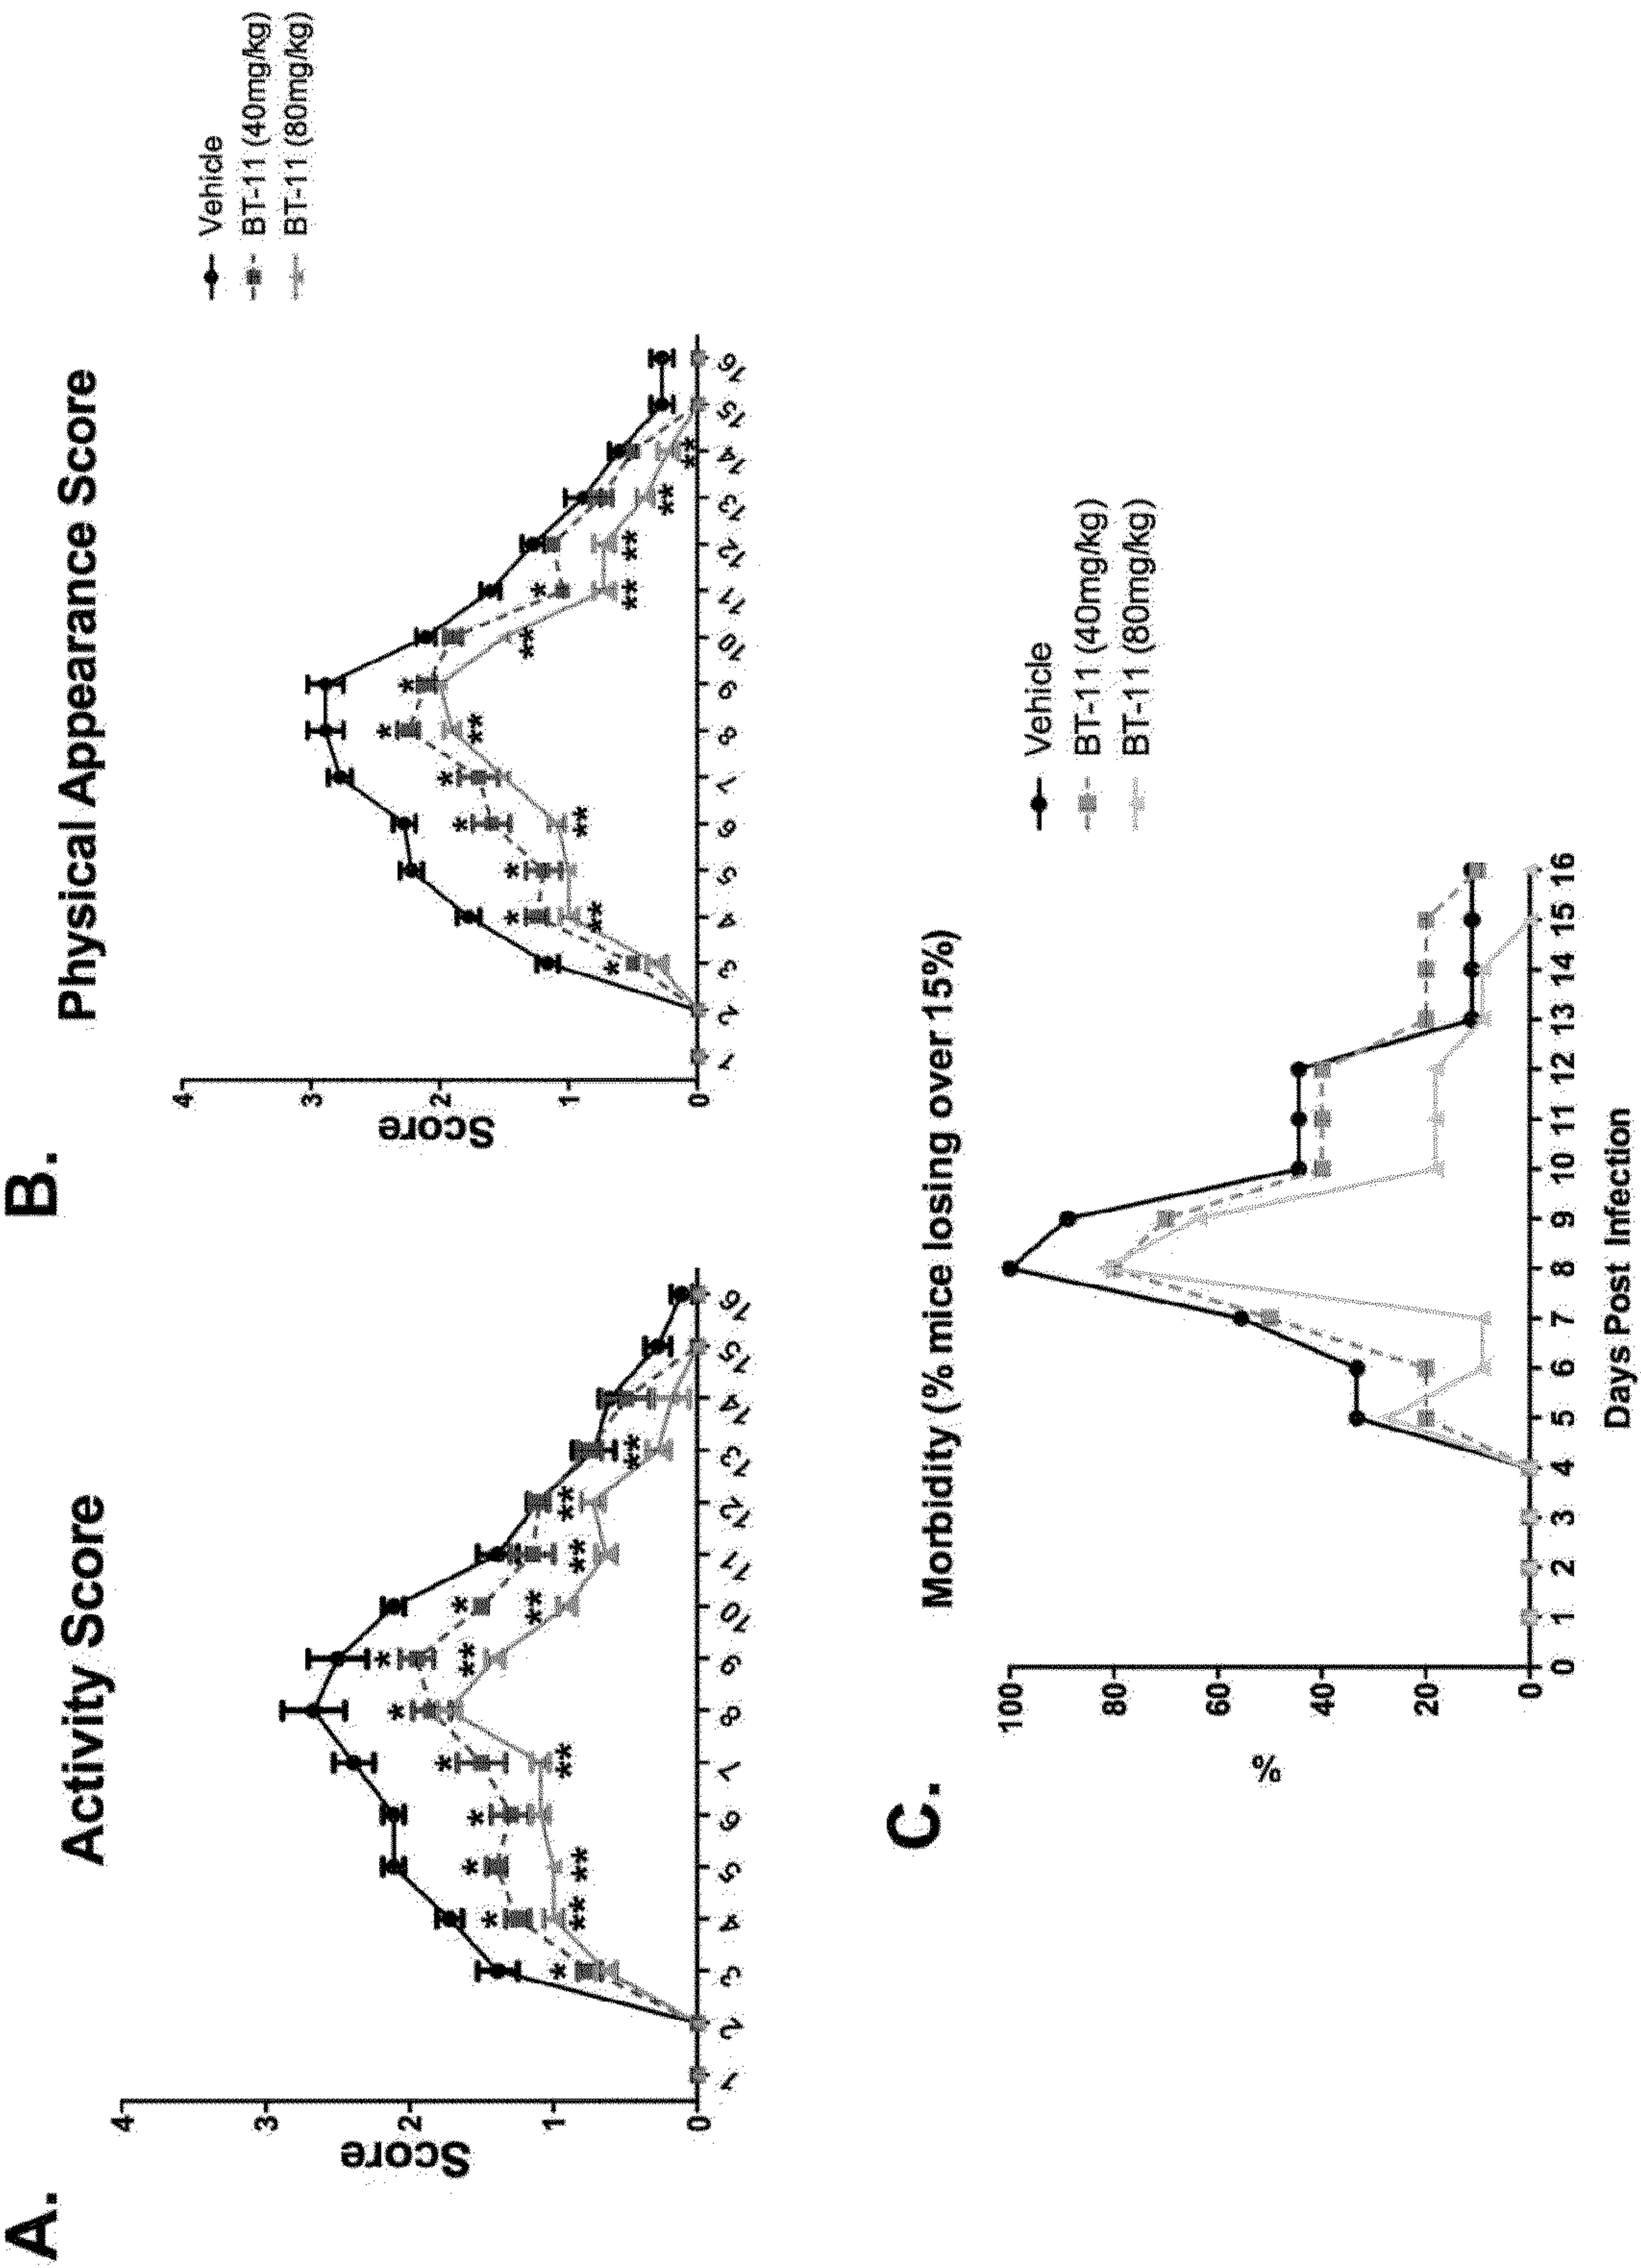 A.
Activity Score
Score
4
3
2
1
0
1 2 3 4 5 6 7 8 9 10 11 12 13 14 15 16
* * * * * * * *
** ** ** ** ** ** ** **
B.
Physical Appearance Score
Score
4
3
2
1
0
1 2 3 4 5 6 7 8 9 10 11 12 13 14 15 16
* * * * * * * *
** ** ** ** ** ** ** **
Vehicle
BT-11 (40mg/kg)
BT-11 (80mg/kg)
C.
Morbidity (% mice losing over 15%)
%
100
80
60
40
20
0
0 1 2 3 4 5 6 7 8 9 10 11 12 13 14 15 16
Days Post Infection
Vehicle
BT-11 (40mg/kg)
BT-11 (80mg/kg)